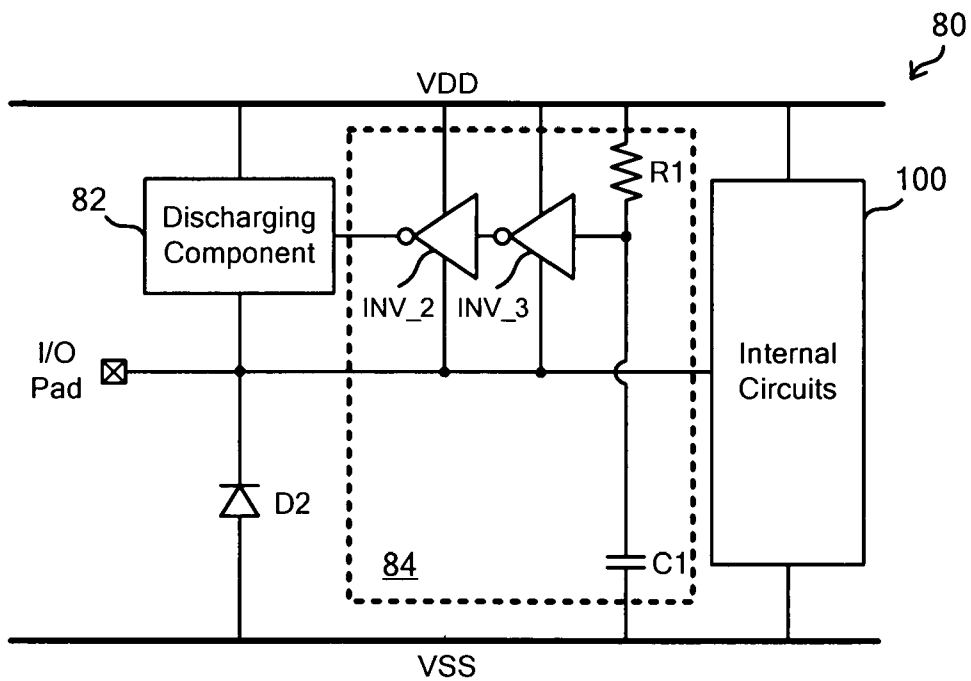 80
VDD
R1
100
82
Discharging
Component
INV_2
INV_3
I/O
Pad
Internal
Circuits
D2
84
C1
VSS